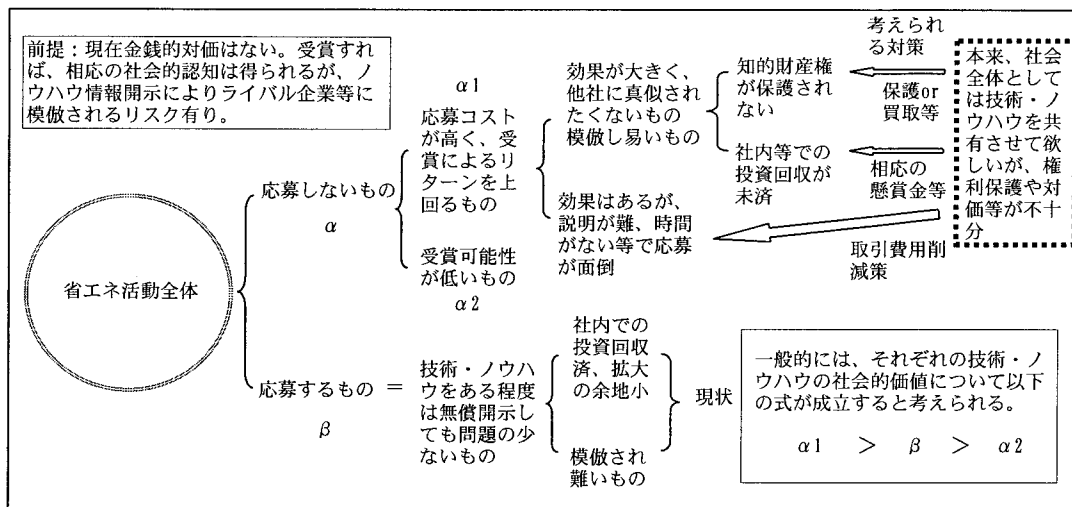 前提：現在金銭的対価はない。受賞すれ
ば、相応の社会的認知は得られるが、ノ
ウハウ情報開示によりライバル企業等に
模倣されるリスク有り。
省エネ活動全体
応募しないもの
α
α1
応募コスト
が高く、受
賞によるリ
ターンを上
回るもの
受賞可能性
が低いもの
α2
効果が大きく、
他社に真似され
たくないもの
模倣し易いもの
効果はあるが、
説明が難、時間
がない等で応募
が面倒
知的財産権
が保護され
ない
社内等での
投資回収が
未済
考えら
れる対策
保護or
買取等
相応の
懸賞金等
取引費用削
減策
本来、社会
全体として
は技術・ノ
ウハウを共
有させて欲
しいが、権
利保護や対
価等が不十
分
応募するもの
β
＝
技術・ノウハ
ウをある程度
は無償開示し
ても問題の少
ないもの
社内での
投資回収
済、拡大
の余地小
模倣され
難いもの
現状
一般的には、それぞれの技術・ノ
ウハウの社会的価値について以下
の式が成立すると考えられる。
α1 ＞ β ＞ α2